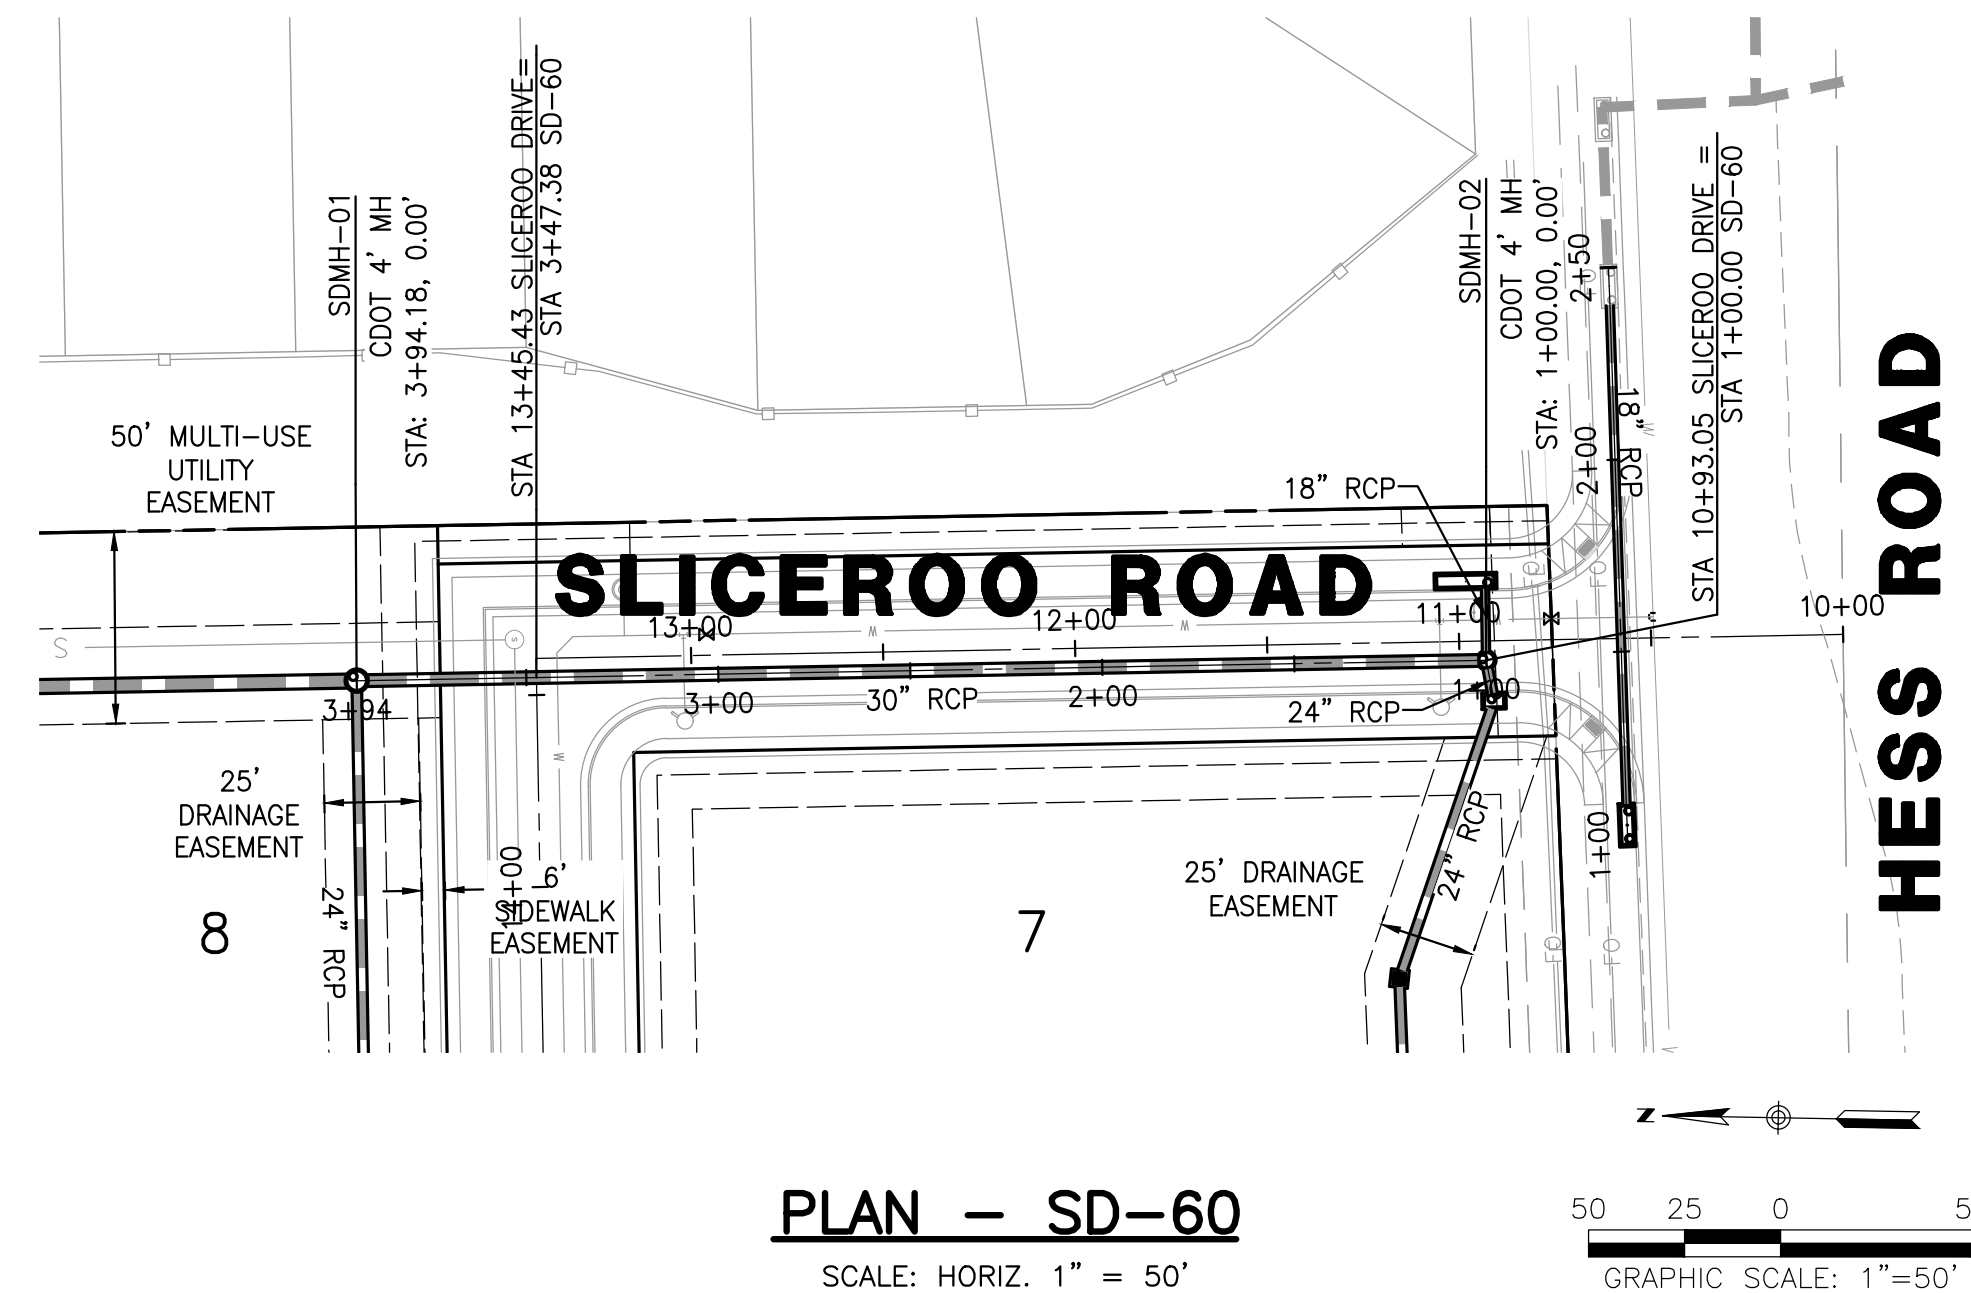 SDMH-01
CDOT 4' MH
STA: 3+94.18, 0.00'
STA 13+45.43 SLICEROO DRIVE=
STA 3+47.38 SD-60
SDMH-02
CDOT 4' MH
STA: 1+00.00, 0.00'
2+50
STA 10+93.05 SLICEROO DRIVE =
STA 1+00.00 SD-60
50' MULTI-USE
UTILITY
EASEMENT
18" RCP
2+00
18" RCP
W
HESS ROAD
SLICEROO ROAD
FO
13+00
12+00
11+00
10+00
W
W
S
S
3+94
3+00
30" RCP
2+00
1+00
24" RCP
W
25'
DRAINAGE
EASEMENT
24" RCP
14+00
6'
SIDEWALK
EASEMENT
8
7
25' DRAINAGE
EASEMENT
24" RCP
1+00
FO
FO
Z
PLAN - SD-60
SCALE: HORIZ. 1" = 50'
50 25 0 5
GRAPHIC SCALE: 1"=50'